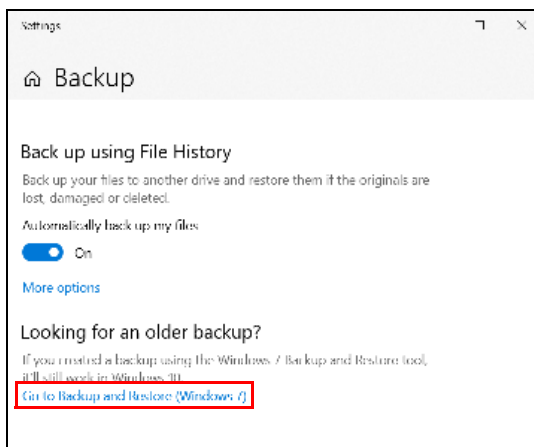 Settings
Backup
Back up using File History
Back up your files to another drive and restore them if the originals are
lost, damaged or deleted.
Automatically back up my files
On
More options
Looking for an older backup?
If you created a backup using the Windows 7 Backup and Restore tool,
it'll still work in Windows 10.
Go to Backup and Restore (Windows 7)